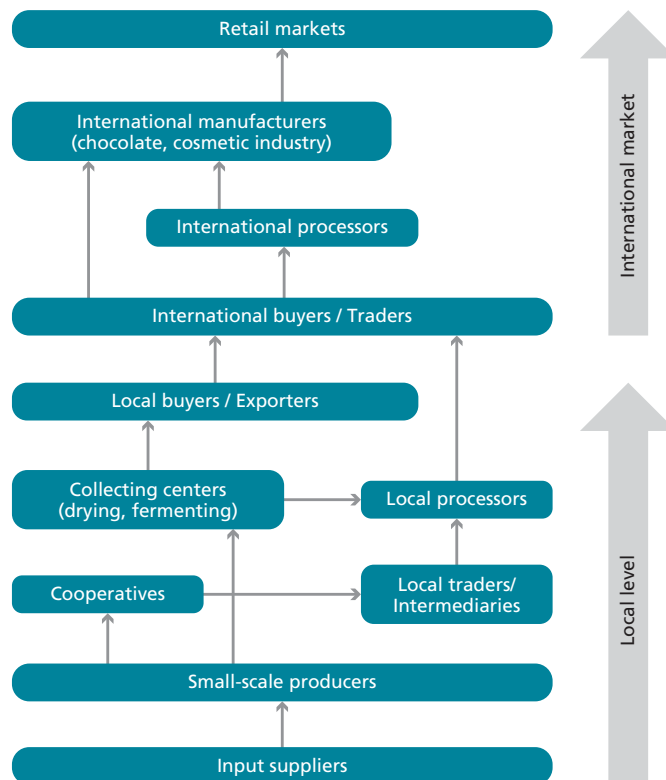 Retail markets
International manufacturers
(chocolate, cosmetic industry)
International processors
International buyers / Traders
International market
Local buyers / Exporters
Collecting centers
(drying, fermenting)
Local processors
Cooperatives
Local traders/
Intermediaries
Small-scale producers
Input suppliers
Local level